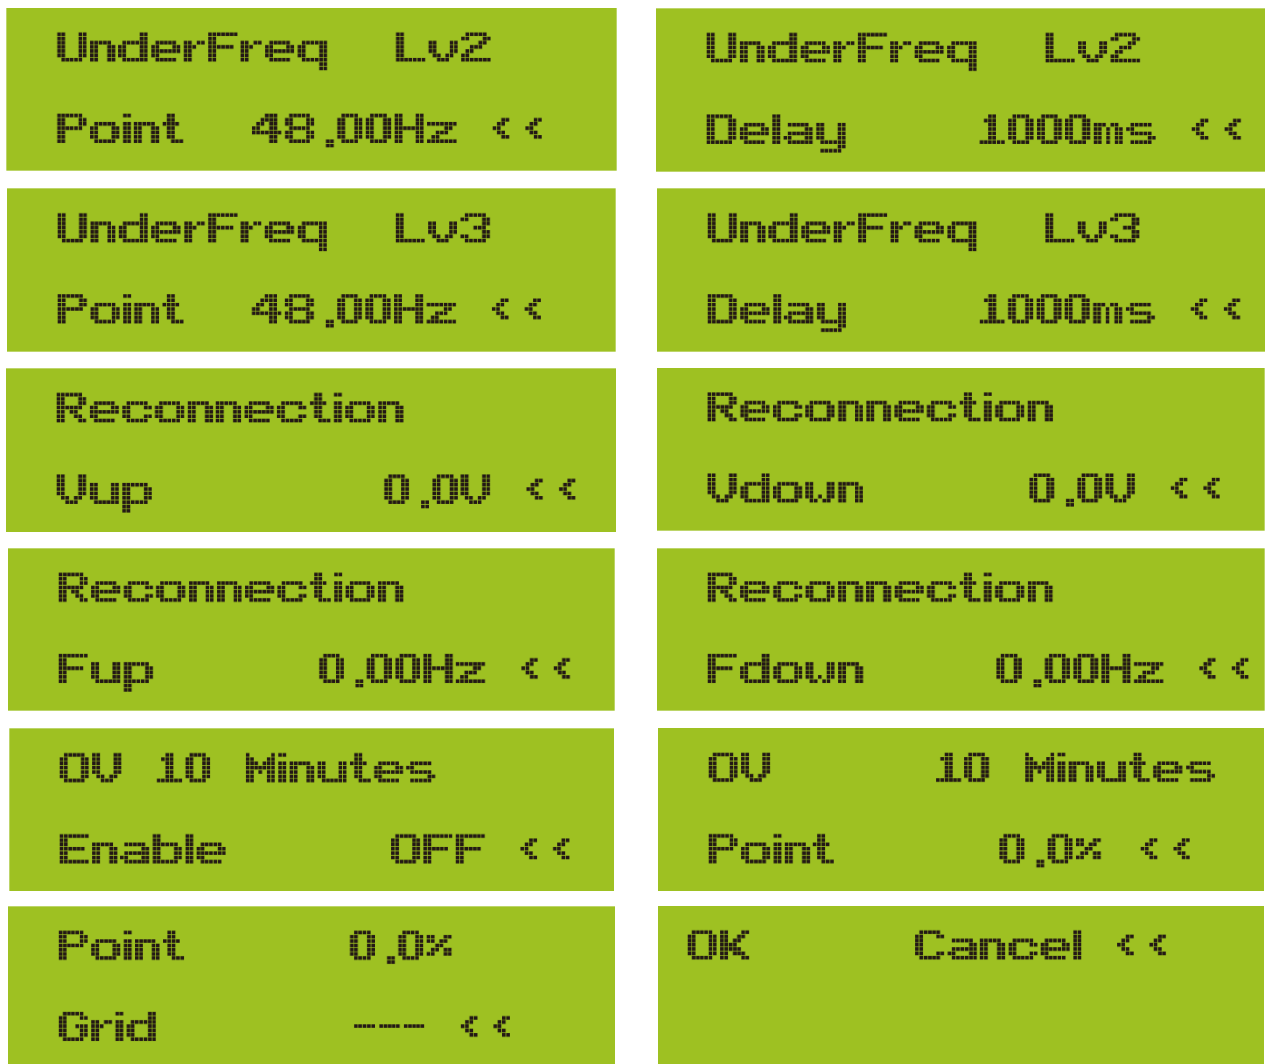 UnderFreq Lv2
Point 48.00Hz <<
UnderFreq Lv2
Delay 1000ms <<
UnderFreq Lv3
Point 48.00Hz <<
UnderFreq Lv3
Delay 1000ms <<
Reconnection
Vup 0.0V <<
Reconnection
Vdown 0.0V <<
Reconnection
Fup 0.00Hz <<
Reconnection
Fdown 0.00Hz <<
OV 10 Minutes
Enable OFF <<
OV 10 Minutes
Point 0.0% <<
Point 0.0%
Grid --- <<
OK Cancel <<